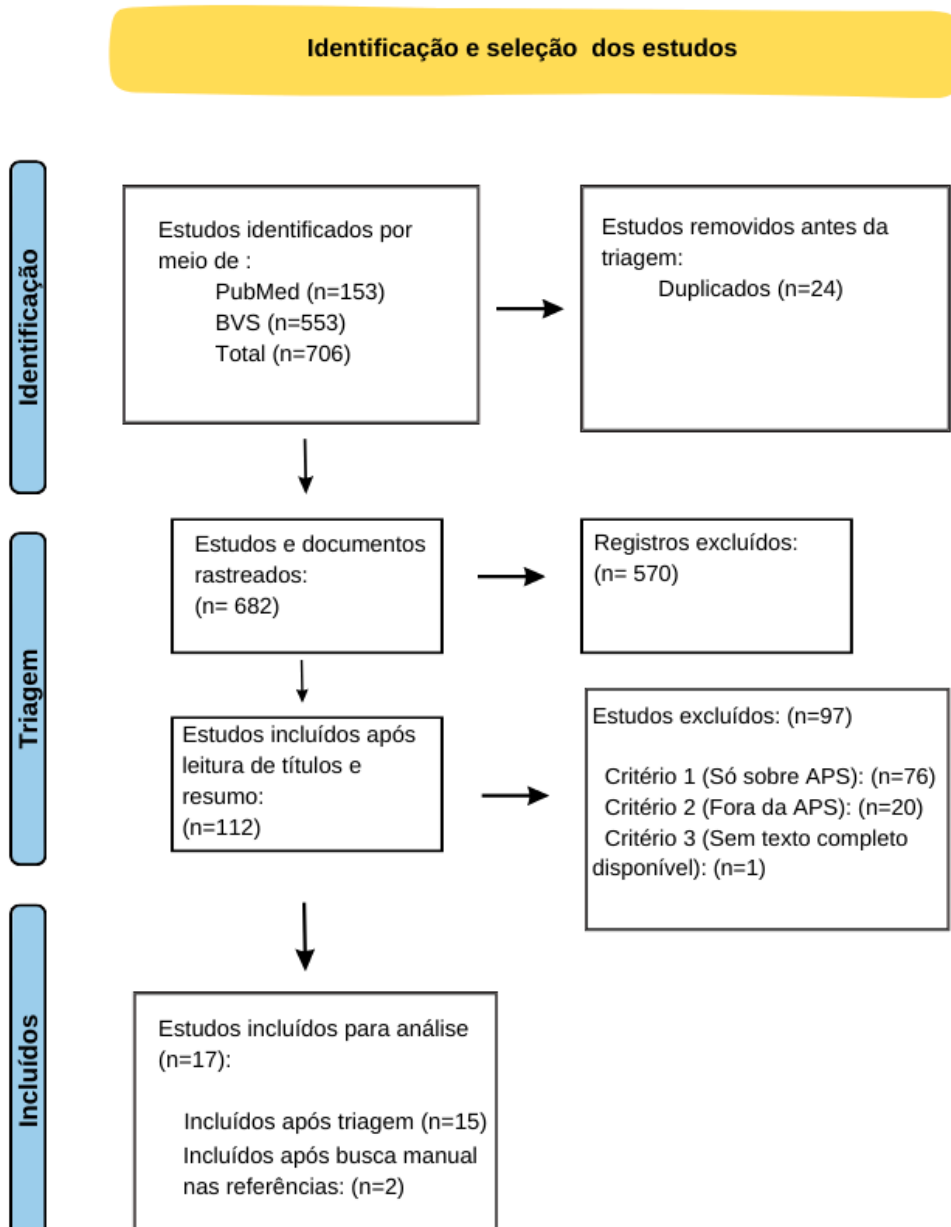 Identificação e seleção dos estudos
Identificação
Estudos identificados por
meio de :
PubMed (n=153)
BVS (n=553)
Total (n=706)
Estudos removidos antes da
triagem:
Duplicados (n=24)
Triagem
Estudos e documentos
rastreados:
(n= 682)
Registros excluídos:
(n= 570)
Estudos incluídos após
leitura de títulos e
resumo:
(n=112)
Estudos excluídos: (n=97)
Critério 1 (Só sobre APS): (n=76)
Critério 2 (Fora da APS): (n=20)
Critério 3 (Sem texto completo
disponível): (n=1)
Incluídos
Estudos incluídos para análise
(n=17):
Incluídos após triagem (n=15)
Incluídos após busca manual
nas referências: (n=2)